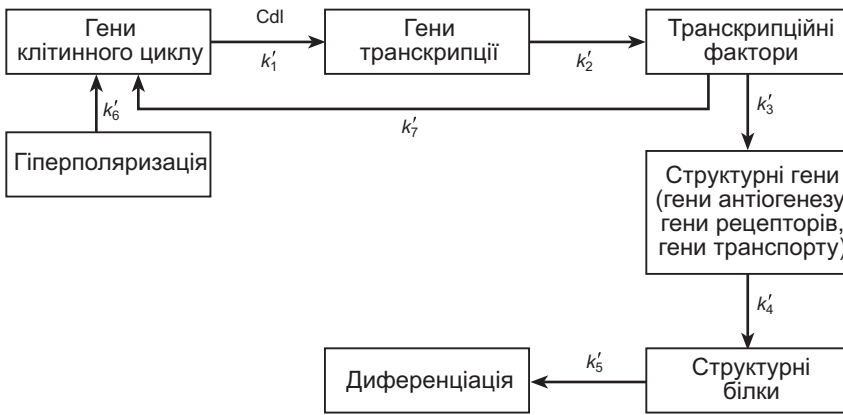 Гени
клітинного циклу
CdI
k′1
Гени
транскрипції
k′2
Транскрипційні
фактори
k′6
k′7
k′3
Гіперполяризація
Структурні гени
(гени антіогенезу
гени рецепторів,
гени транспорту)
k′4
Диференціація
k′5
Структурні
білки